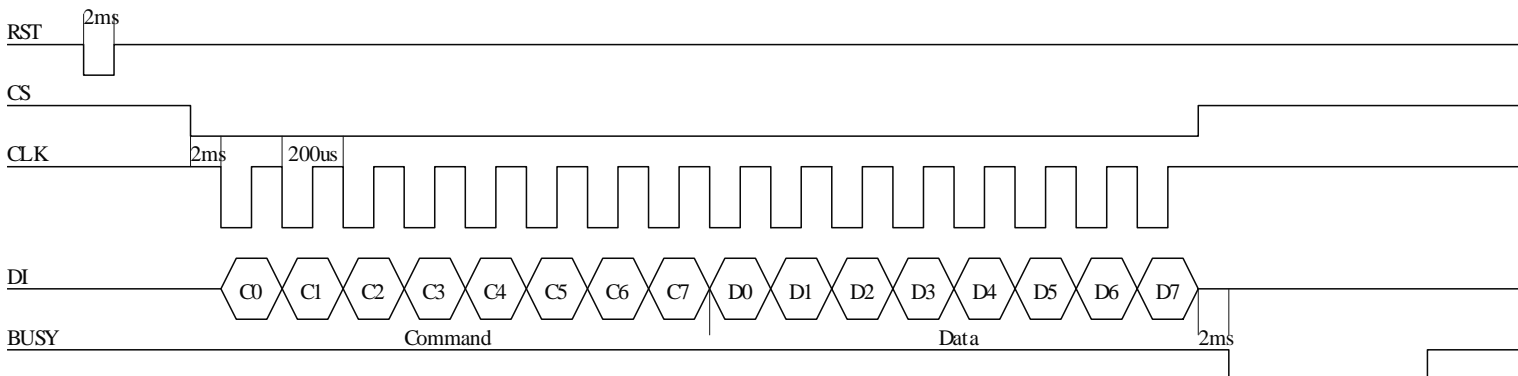 2ms
RST
CS
CLK
2ms
200us
DI
C0 C1 C2 C3 C4 C5 C6 C7 D0 D1 D2 D3 D4 D5 D6 D7
BUSY
Command
Data
2ms